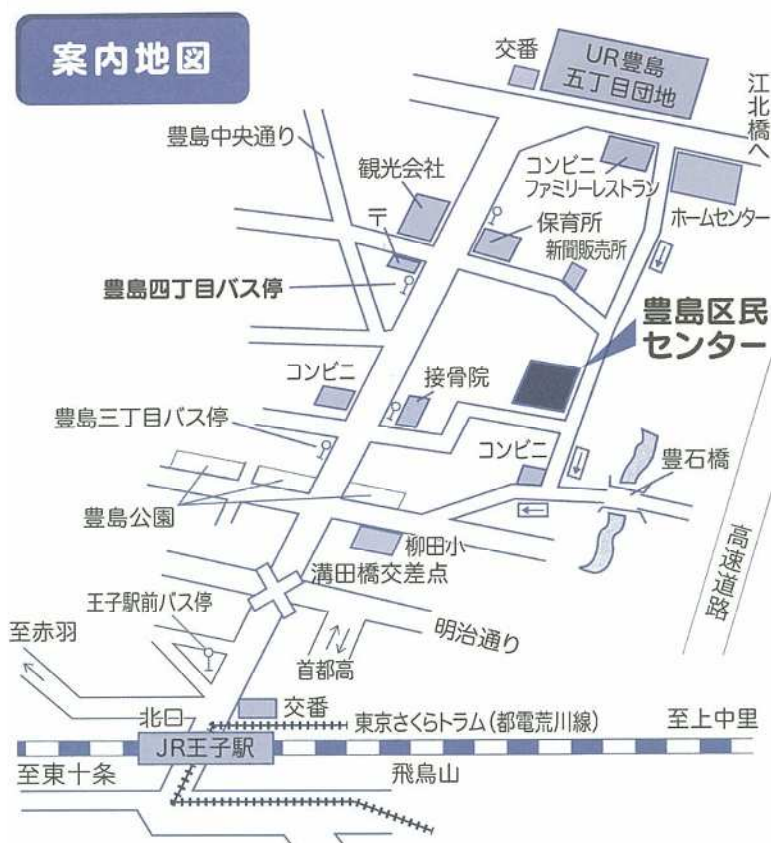 案内地図
交番
UR豊島
五丁目団地
江北橋へ
豊島中央通り
観光会社
コンビニ
ファミリーレストラン
ホームセンター
〒
保育所
新聞販売所
豊島四丁目バス停
豊島区民
センター
コンビニ
接骨院
豊島三丁目バス停
コンビニ
豊石橋
豊島公園
柳田小
高速道路
溝田橋交差点
王子駅前バス停
明治通り
至赤羽
首都高
北口
交番
東京さくらトラム(都電荒川線)
至上中里
JR王子駅
至東十条
飛鳥山